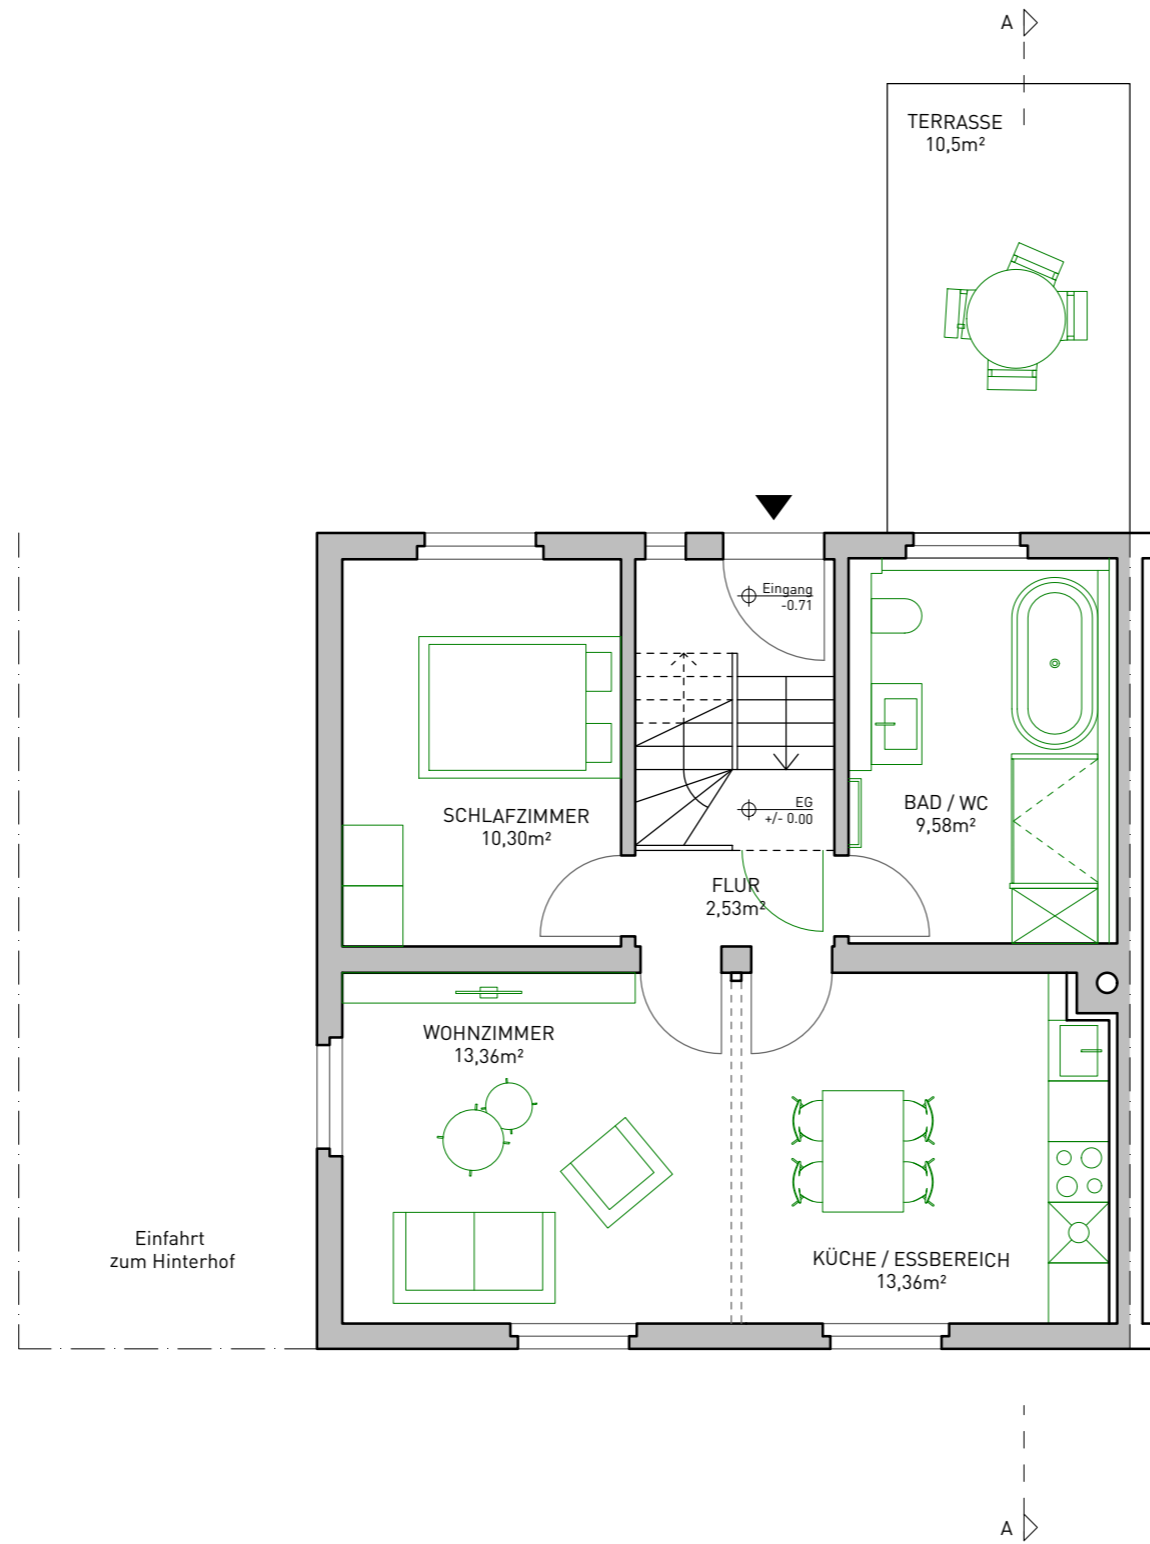 A
TERRASSE
10,5m²
Eingang
-0.71
EG
+/- 0.00
SCHLAFZIMMER
10,30m²
BAD / WC
9,58m²
FLUR
2,53m²
WOHNZIMMER
13,36m²
Einfahrt
zum Hinterhof
KÜCHE / ESSBEREICH
13,36m²
A